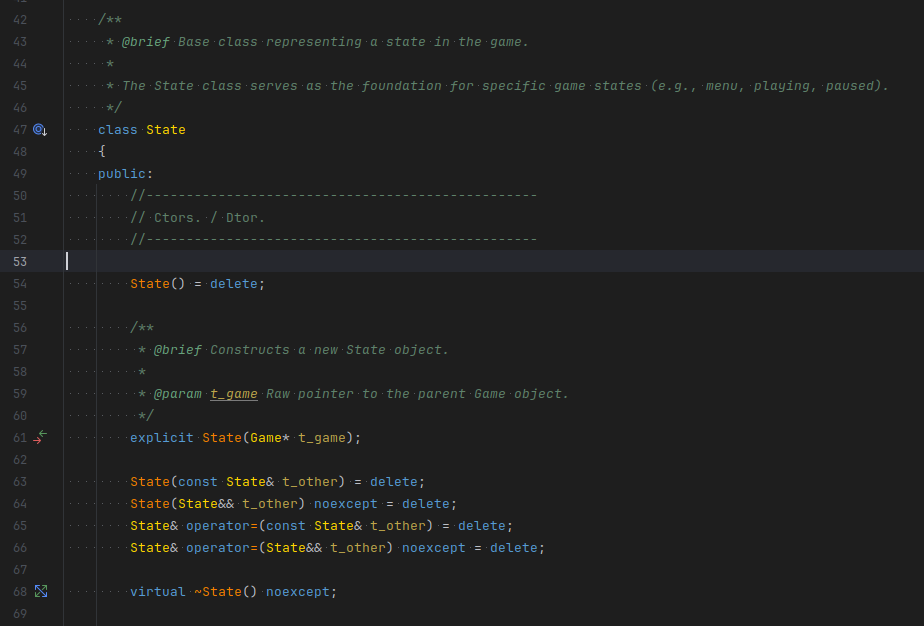 42 /**
43 * @brief Base class representing a state in the game.
44 *
45 * The State class serves as the foundation for specific game states (e.g., menu, playing, paused).
46 */
47 class State
48 {
49 public:
50 //-------------------------------------------------
51 // Ctors. / Dtor.
52 //-------------------------------------------------
53
54 State() = delete;
55
56 /**
57 * @brief Constructs a new State object.
58 *
59 * @param t_game Raw pointer to the parent Game object.
60 */
61 explicit State(Game* t_game);
62
63 State(const State& t_other) = delete;
64 State(State&& t_other) noexcept = delete;
65 State& operator=(const State& t_other) = delete;
66 State& operator=(State&& t_other) noexcept = delete;
67
68 virtual ~State() noexcept;
69